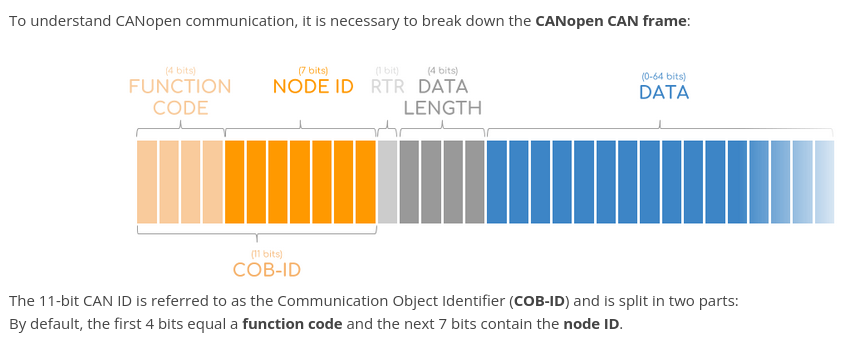 To understand CANopen communication, it is necessary to break down the CANopen CAN frame:
(4 bits) (7 bits) (1 bit) (4 bits) (0-64 bits)
FUNCTION NODE ID RTR DATA DATA
CODE LENGTH
(11 bits)
COB-ID
The 11-bit CAN ID is referred to as the Communication Object Identifier (COB-ID) and is split in two parts:
By default, the first 4 bits equal a function code and the next 7 bits contain the node ID.